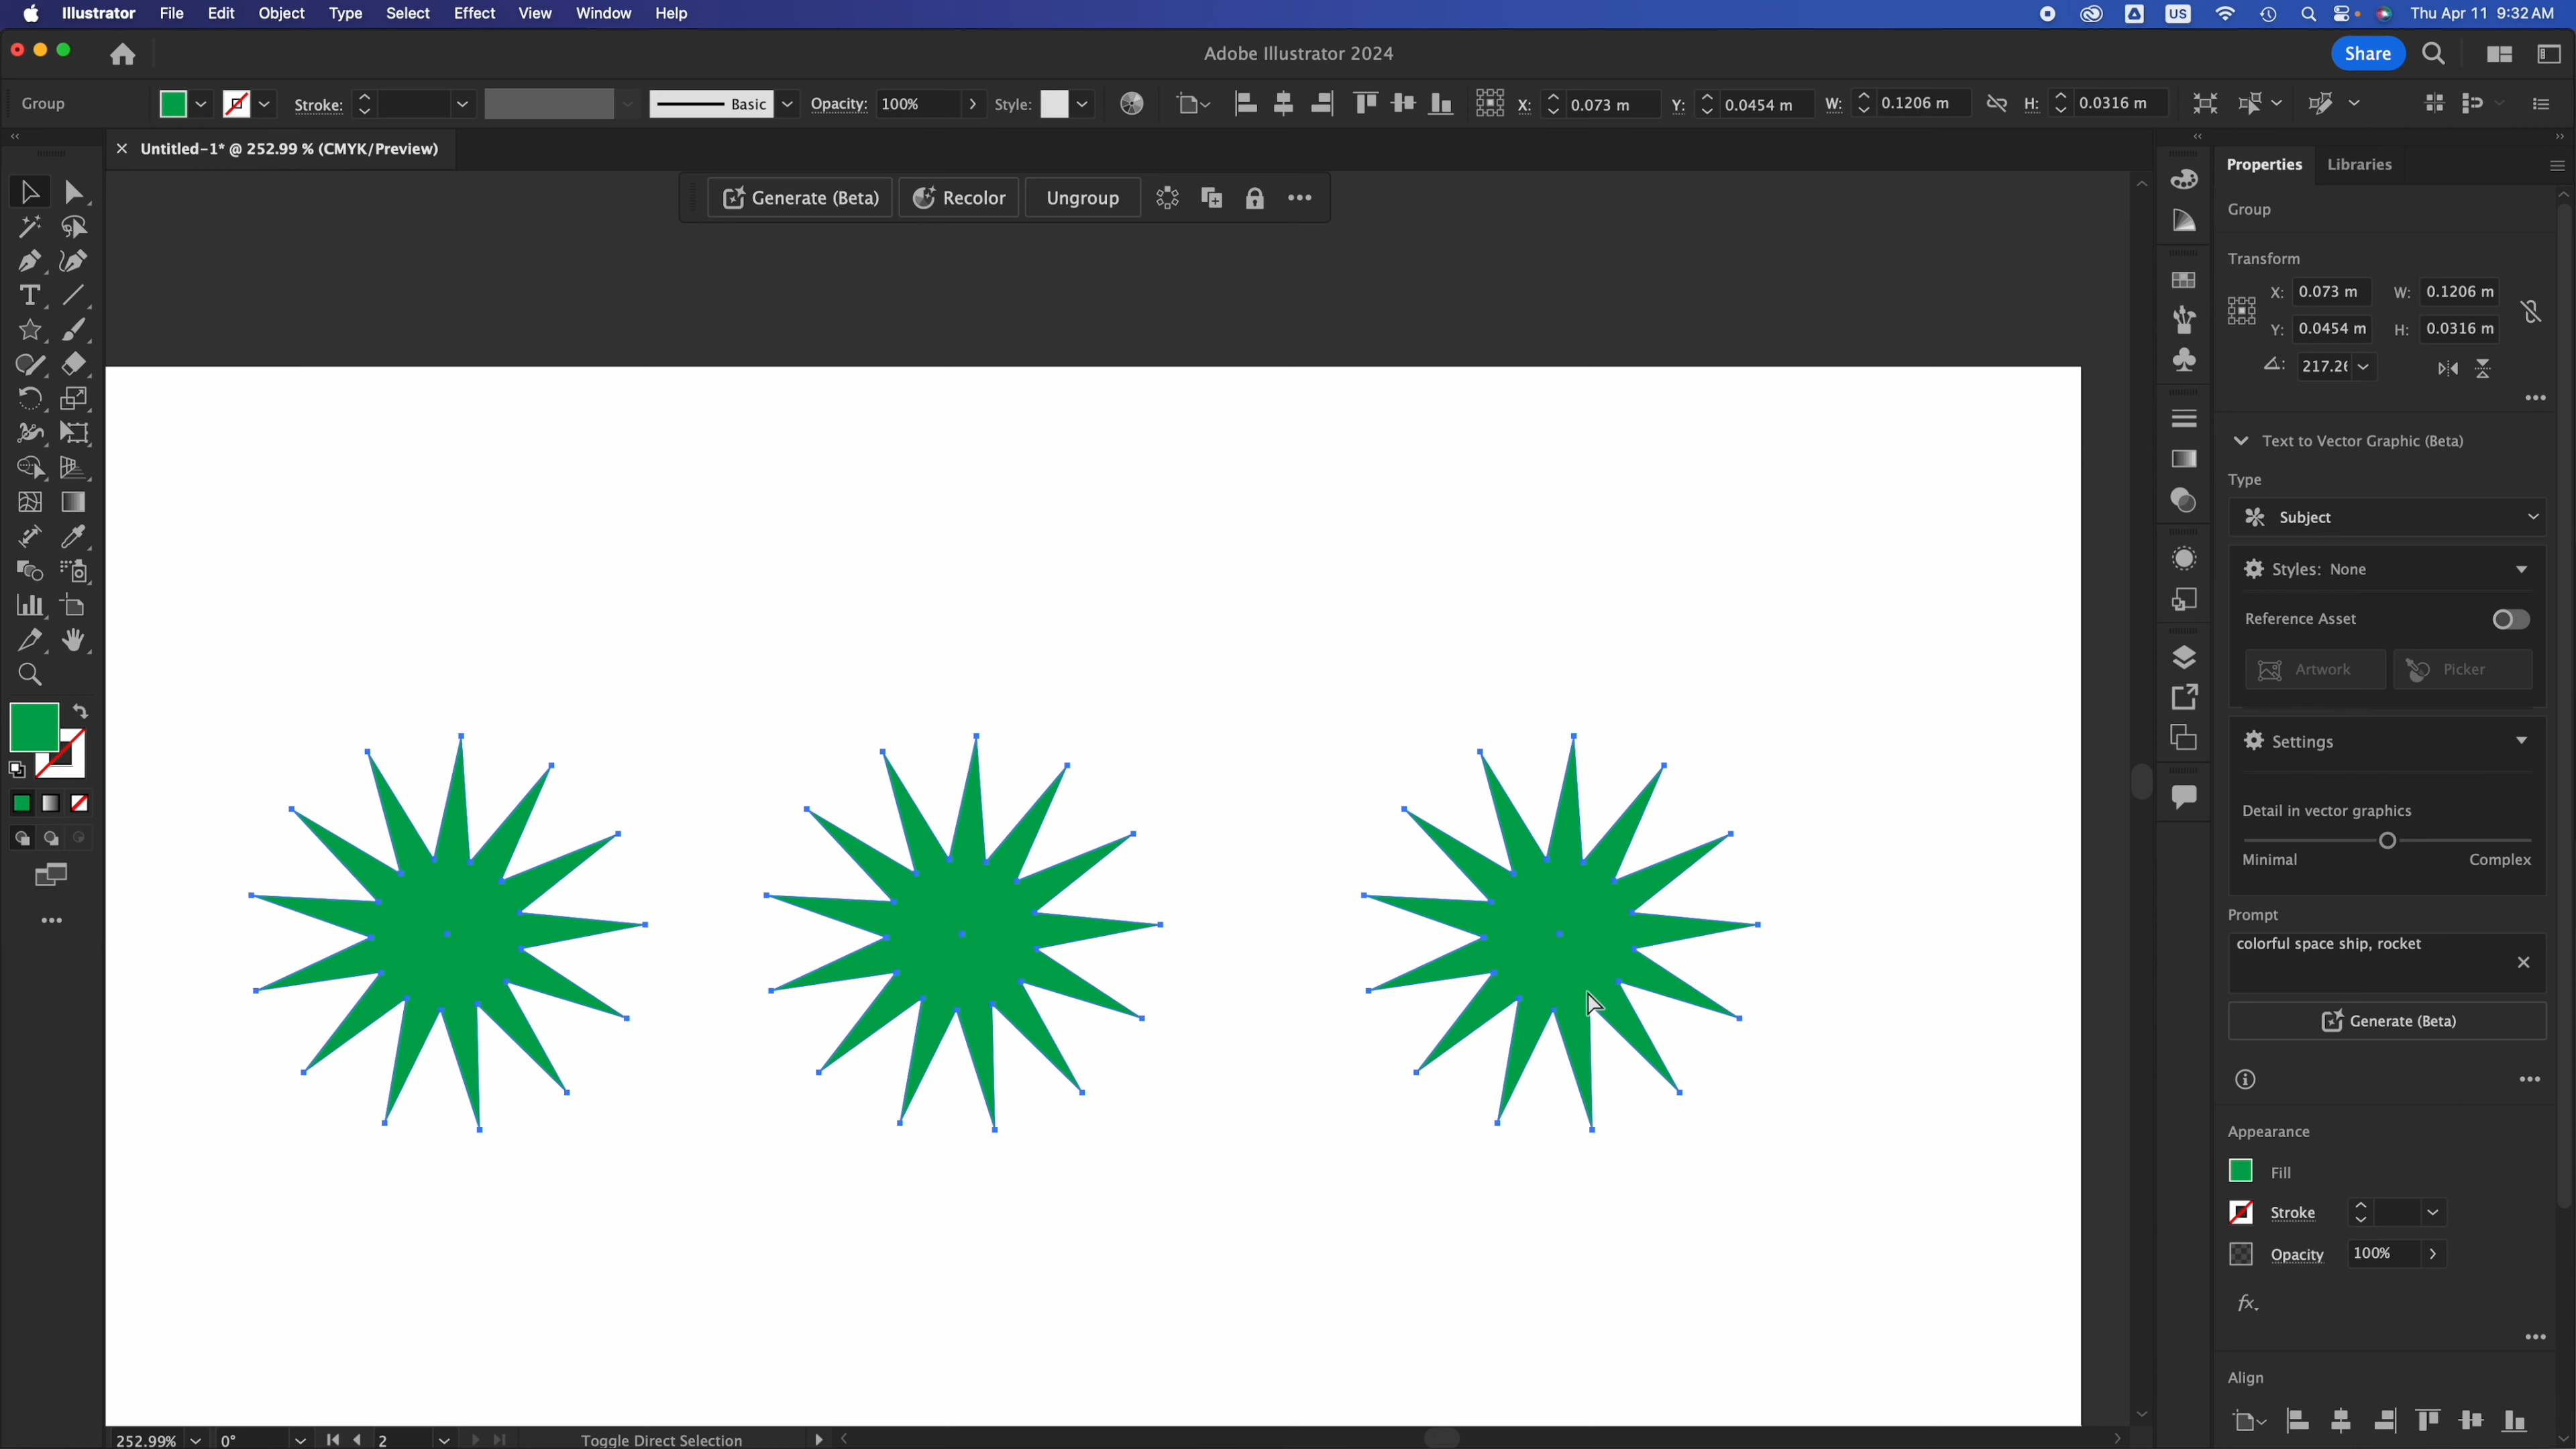 Illustrator File Edit Object Type Select Effect View Window Help US Thu Apr 11 9:32 AM
Adobe Illustrator 2024 Share
Group Stroke: Basic Opacity: 100% Style: X: 0.073 m Y: 0.0454 m W: 0.1206 m H: 0.0316 m
Untitled-1* @ 252.99 % (CMYK/Preview)
Generate (Beta) Recolor Ungroup
Properties Libraries
Group
Transform
X: 0.073 m W: 0.1206 m
Y: 0.0454 m H: 0.0316 m
217.26
Text to Vector Graphic (Beta)
Type
Subject
Styles: None
Reference Asset
Artwork Picker
Settings
Detail in vector graphics
Minimal Complex
Prompt
colorful space ship, rocket
Generate (Beta)
Appearance
Fill
Stroke
Opacity 100%
fx.
Align
252.99% 0° 2 Toggle Direct Selection